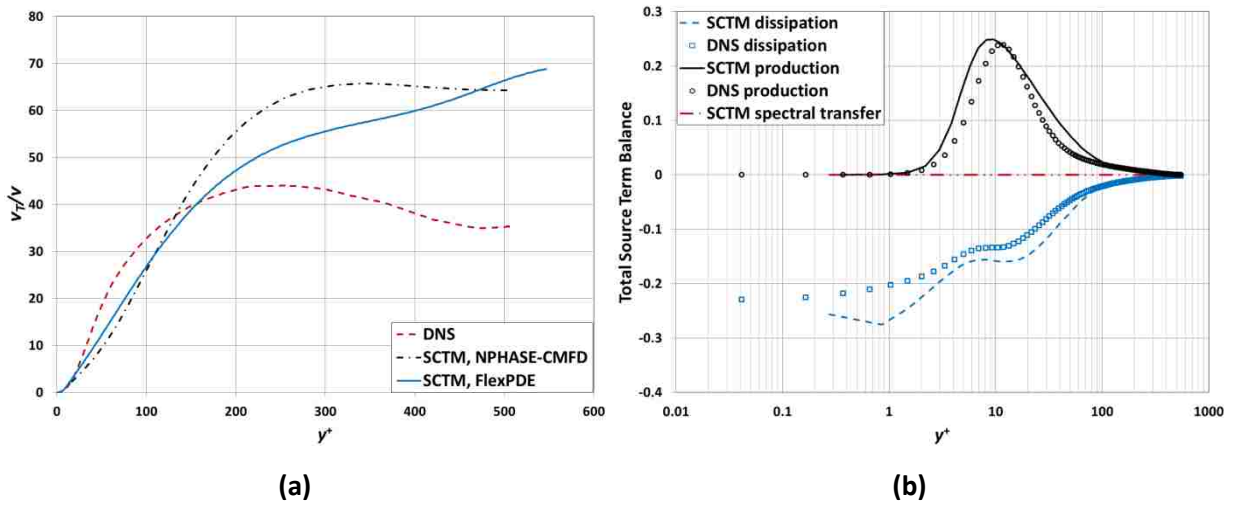 80
70
60
50
40
30
20
10
0
ν_T/ν
0 100 200 300 400 500 600
y⁺
DNS
SCTM, NPHASE-CMFD
SCTM, FlexPDE
(a)
0.3
0.2
0.1
0
-0.1
-0.2
-0.3
-0.4
Total Source Term Balance
SCTM dissipation
DNS dissipation
SCTM production
DNS production
SCTM spectral transfer
0.01 0.1 1 10 100 1000
y⁺
(b)